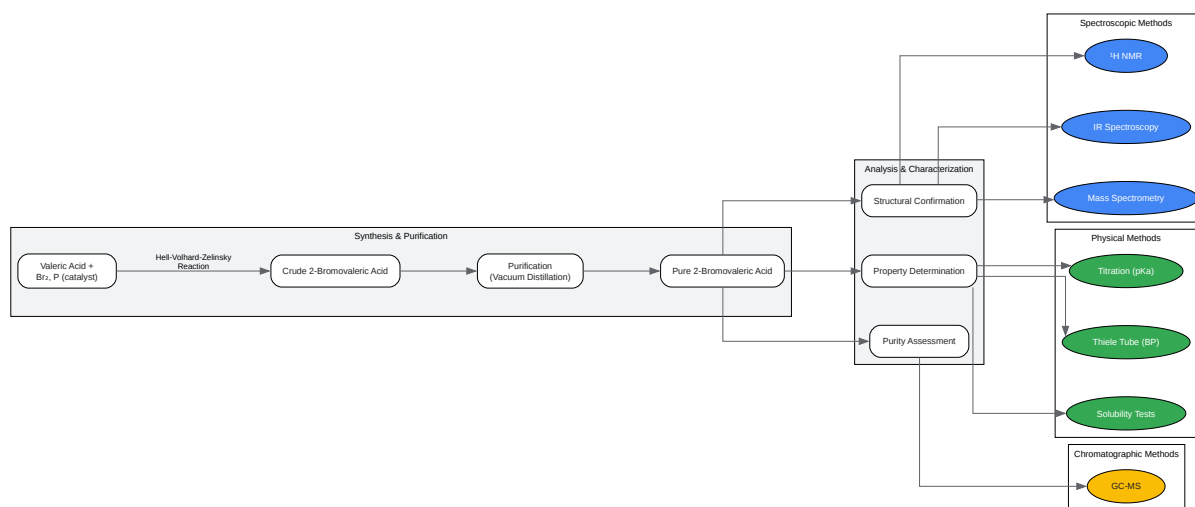 Spectroscopic Methods
¹H NMR
IR Spectroscopy
Analysis & Characterization
Structural Confirmation
Mass Spectrometry
Synthesis & Purification
Physical Methods
Valeric Acid +
Br₂, P (catalyst)
Hell-Volhard-Zelinsky
Reaction
Crude 2-Bromovaleric Acid
Purification
(Vacuum Distillation)
Pure 2-Bromovaleric Acid
Property Determination
Titration (pKa)
Purity Assessment
Thiele Tube (BP)
Solubility Tests
Chromatographic Methods
GC-MS